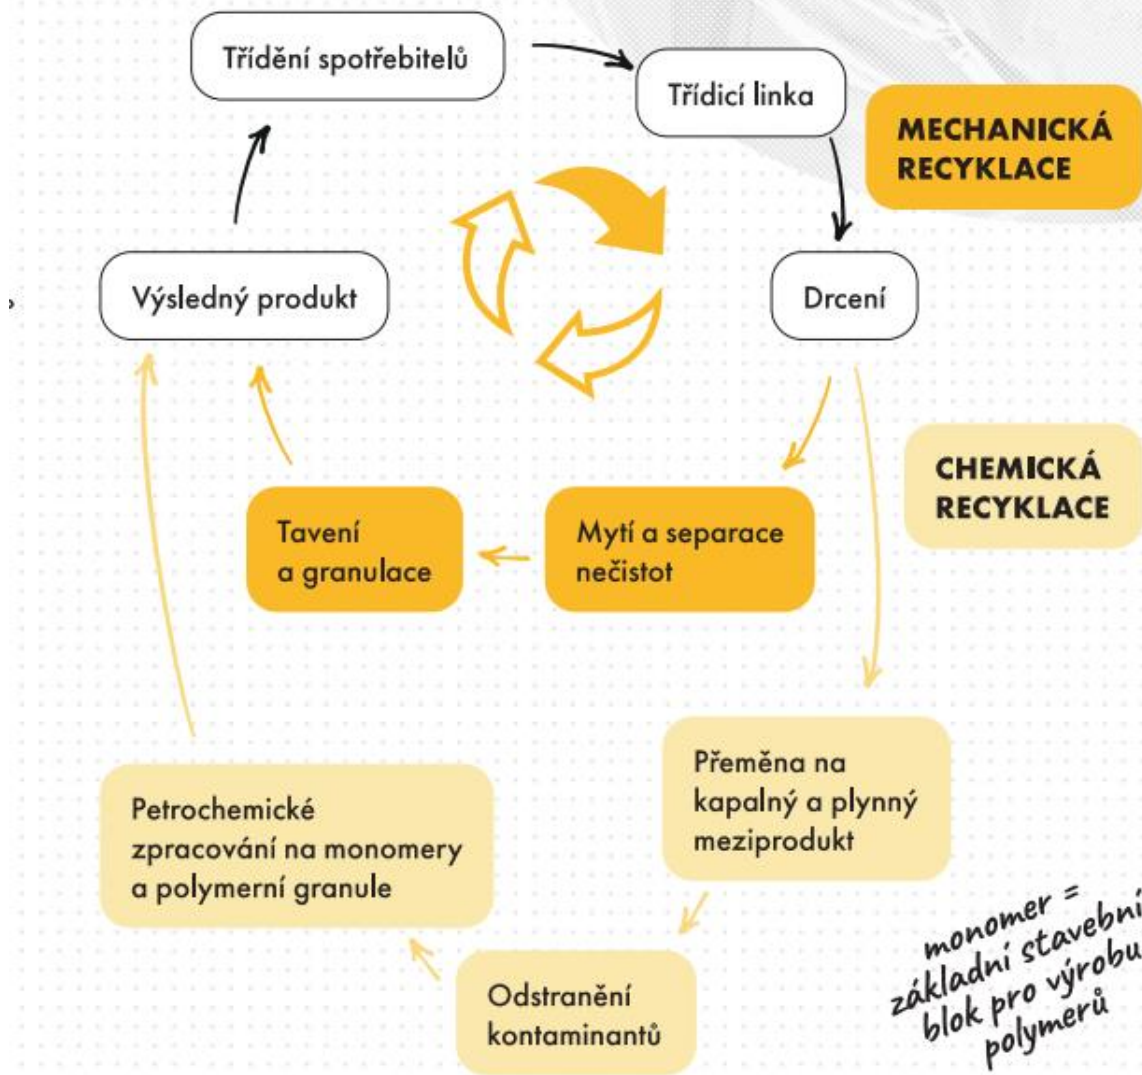 Třídění spotřebitelů
Třídicí linka
MECHANICKÁ
RECYKLACE
Výsledný produkt
Drcení
CHEMICKÁ
RECYKLACE
Tavení
a granulace
Mytí a separace
nečistot
Přeměna na
kapalný a plynný
meziprodukt
Petrochemické
zpracování na monomery
a polymerní granule
Odstranění
kontaminantů
monomer =
základní stavební
blok pro výrobu
polymerů